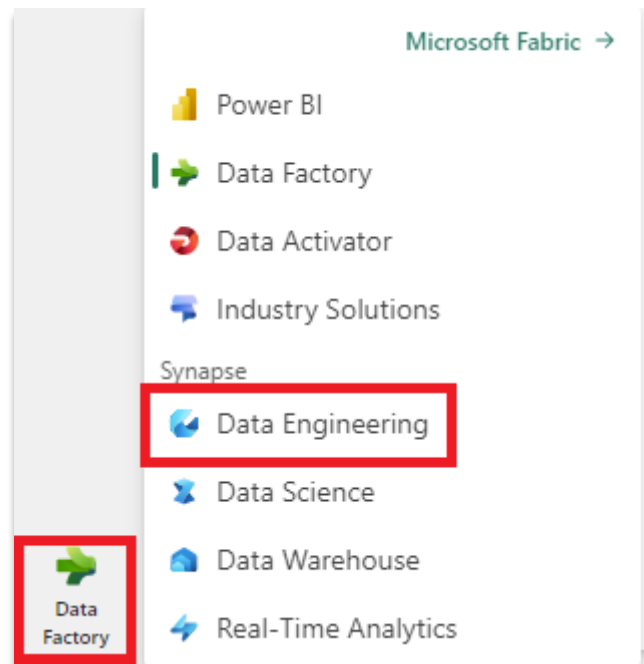 Microsoft Fabric →
Power BI
Data Factory
Data Activator
Industry Solutions
Synapse
Data Engineering
Data Science
Data Warehouse
Real-Time Analytics
Data
Factory